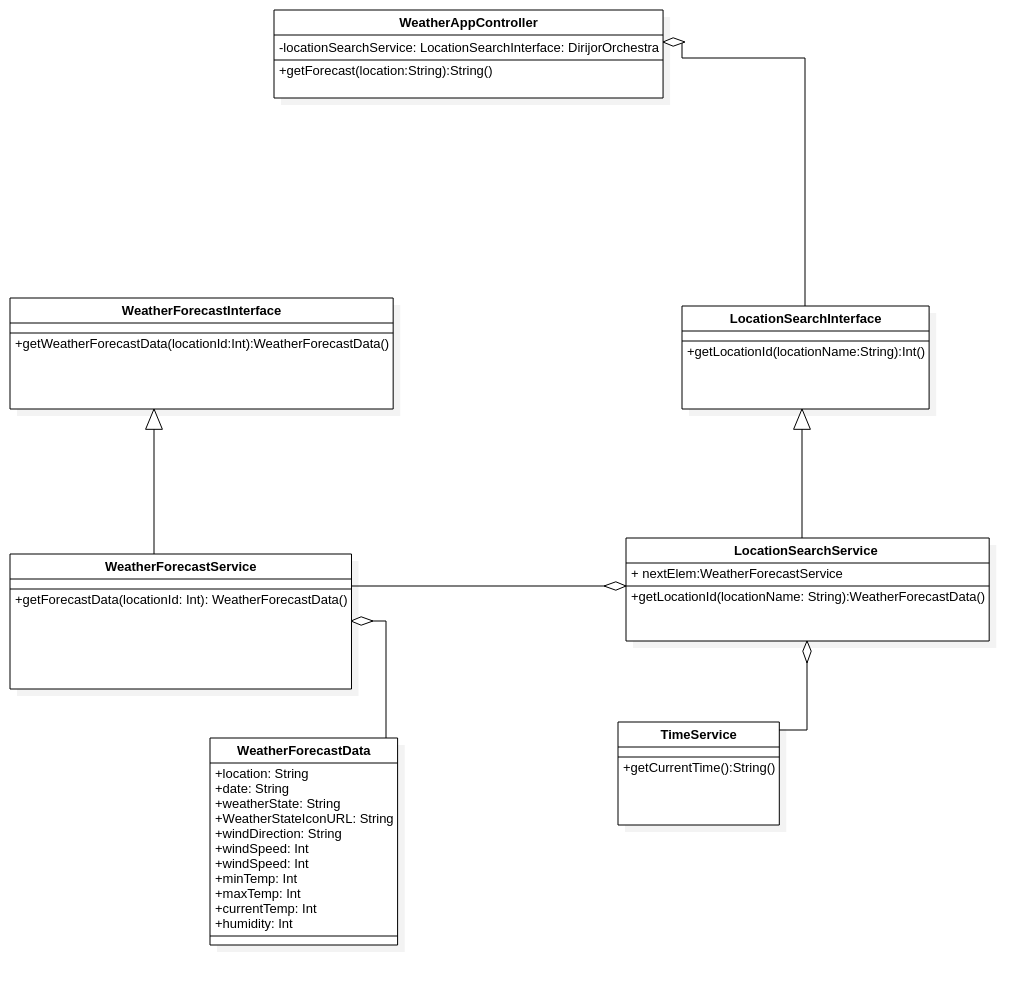 WeatherAppController
-locationSearchService: LocationSearchInterface: DirijorOrchestra
+getForecast(location:String):String()
WeatherForecastInterface
+getWeatherForecastData(locationId:Int):WeatherForecastData()
LocationSearchInterface
+getLocationId(locationName:String):Int()
WeatherForecastService
+getForecastData(locationId: Int): WeatherForecastData()
LocationSearchService
+ nextElem:WeatherForecastService
+getLocationId(locationName: String):WeatherForecastData()
WeatherForecastData
+location: String
+date: String
+weatherState: String
+WeatherStateIconURL: String
+windDirection: String
+windSpeed: Int
+windSpeed: Int
+minTemp: Int
+maxTemp: Int
+currentTemp: Int
+humidity: Int
TimeService
+getCurrentTime():String()